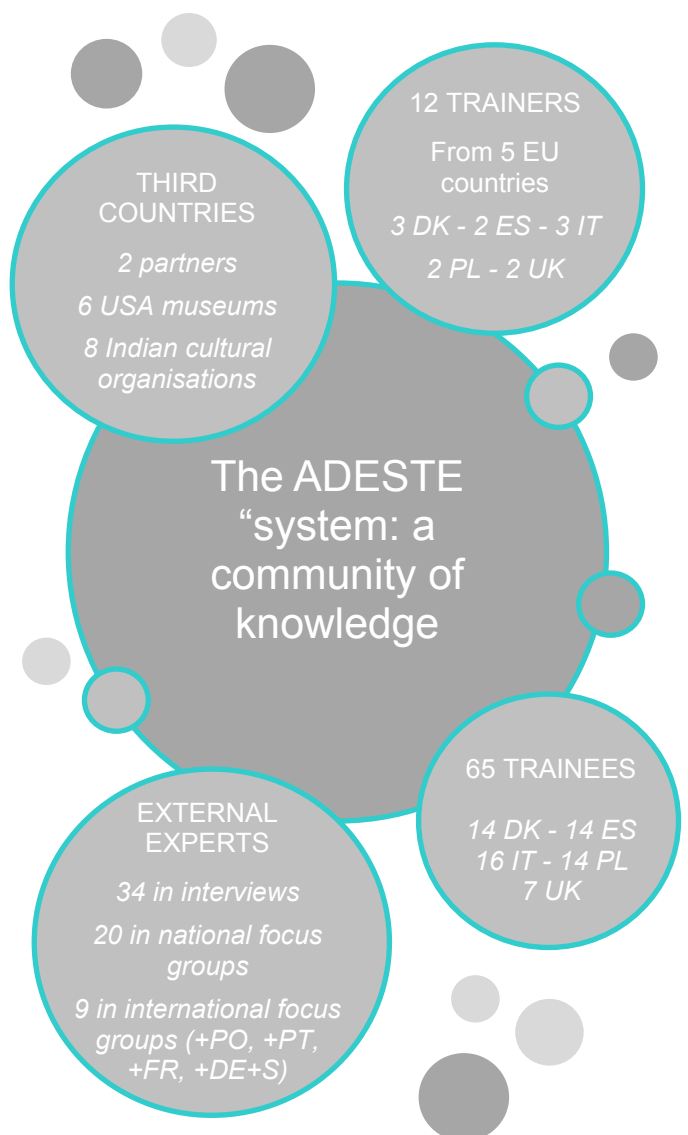 12 TRAINERS
From 5 EU
countries
3 DK - 2 ES - 3 IT
2 PL - 2 UK
THIRD
COUNTRIES
2 partners
6 USA museums
8 Indian cultural
organisations
The ADESTE
“system: a
community of
knowledge
65 TRAINEES
14 DK - 14 ES
16 IT - 14 PL
7 UK
EXTERNAL
EXPERTS
34 in interviews
20 in national focus
groups
9 in international focus
groups (+PO, +PT,
+FR, +DE+S)